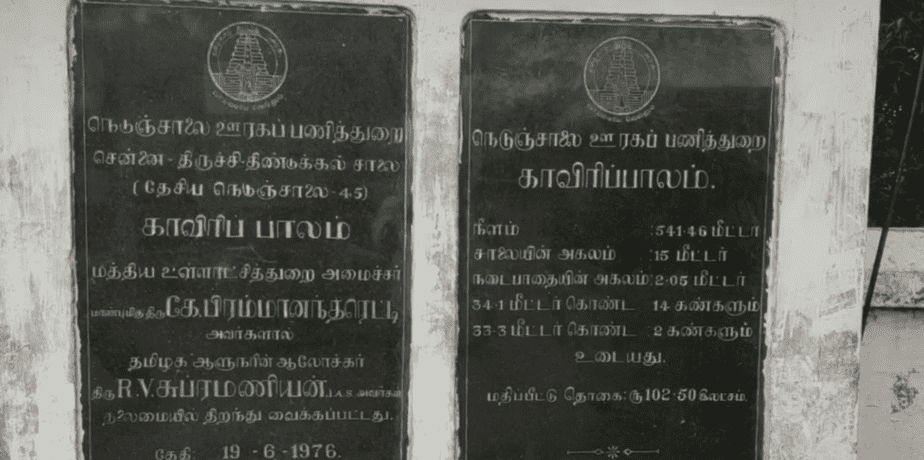 நெடுஞ்சாலை ஊரகப் பணித்துறை
சென்னை - திருச்சி-திண்டுக்கல் சாலை
(தேசிய நெடுஞ்சாலை-45)
காவிரிப் பாலம்
மத்திய உள்ளாட்சித்துறை அமைச்சர்
மாண்புமிகு திரு கே.பிரம்மானந்தரெட்டி
அவர்களால்
தமிழக ஆளுநரின் ஆலோசகர்
திரு R.V.சுப்ரமணியன், I.A.S அவர்கள்
தலைமையில் திறந்து வைக்கப்பட்டது.
தேதி: 19 - 6 - 1976.
நெடுஞ்சாலை ஊரகப் பணித்துறை
காவிரிப்பாலம்.
நீளம் :541.46 மீட்டர்
சாலையின் அகலம் :15 மீட்டர்
நடைபாதையின் அகலம்:2.05 மீட்டர்
34.1 மீட்டர் கொண்ட :14 கண்களும்
33.3 மீட்டர் கொண்ட :2 கண்களும்
உடையது.
மதிப்பீட்டு தொகை:ரூ102.50 இலட்சம்.